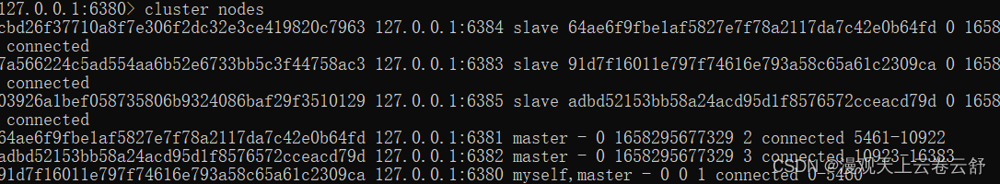 127.0.0.1:6380> cluster nodes
cbd26f37710a8f7e306f2dc32e3ce419820c7963 127.0.0.1:6384 slave 64ae6f9fbe1af5827e7f78a2117da7c42e0b64fd 0 1658
 connected
7a566224c5ad554aa6b52e6733bb5c3f44758ac3 127.0.0.1:6383 slave 91d7f16011e797f74616e793a58c65a61c2309ca 0 1658
 connected
03926a1bef058735806b9324086baf29f3510129 127.0.0.1:6385 slave adbd52153bb58a24acd95d1f8576572cceacd79d 0 1658
 connected
64ae6f9fbe1af5827e7f78a2117da7c42e0b64fd 127.0.0.1:6381 master - 0 1658295677329 2 connected 5461-10922
adbd52153bb58a24acd95d1f8576572cceacd79d 127.0.0.1:6382 master - 0 1658295677329 3 connected 10923-16383
91d7f16011e797f74616e793a58c65a61c2309ca 127.0.0.1:6380 myself,master - 0 0 1 connected 0-5460
CSDN @漫观天上云卷云舒